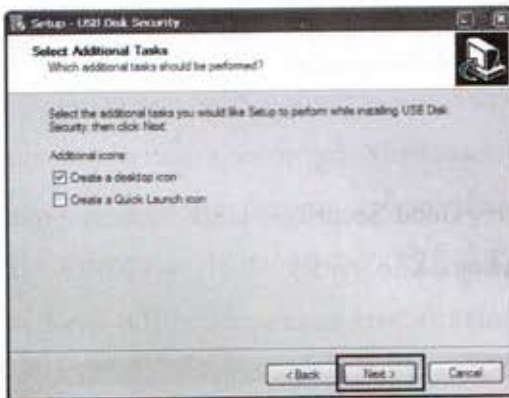 Setup - USB Disk Security
Select Additional Tasks
Which additional tasks should be performed?
Select the additional tasks you would like Setup to perform while installing USB Disk
Security, then click Next.
Additional icons:
Create a desktop icon
Create a Quick Launch icon
< Back
Next >
Cancel